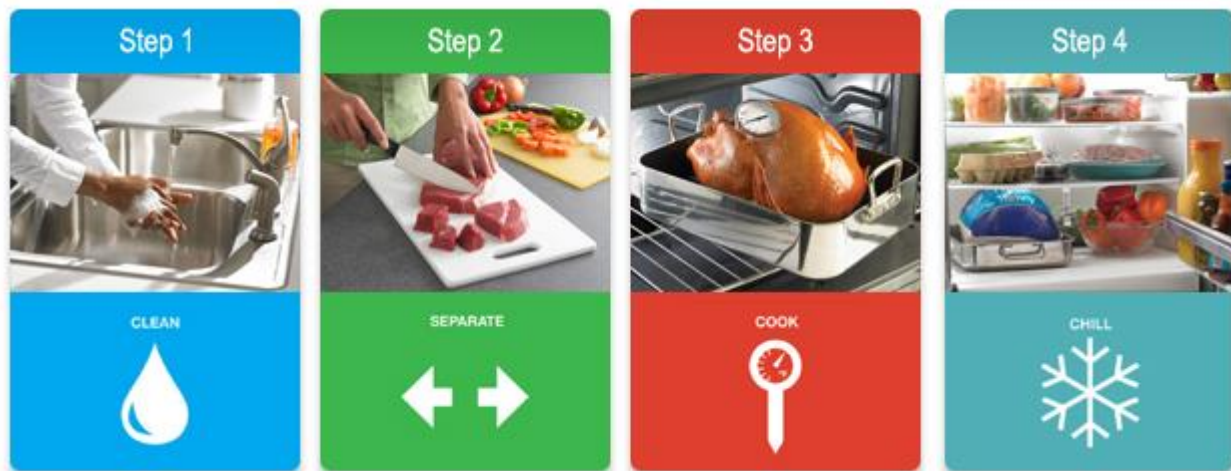 Step 1
Step 2
Step 3
Step 4
CLEAN
SEPARATE
COOK
CHILL